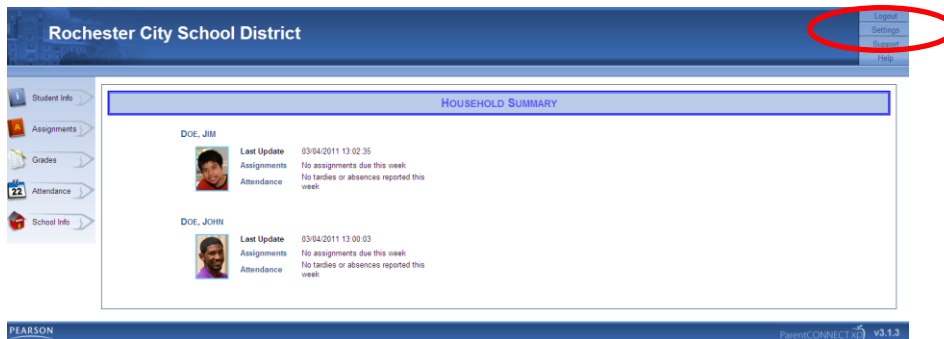 Rochester City School District
Logout
Settings
Support
Help
Student Info
Assignments
Grades
22 Attendance
School Info
HOUSEHOLD SUMMARY
DOE, JIM
Last Update 03/04/2011 13:02:35
Assignments No assignments due this week
Attendance No tardies or absences reported this
week
DOE, JOHN
Last Update 03/04/2011 13:00:03
Assignments No assignments due this week
Attendance No tardies or absences reported this
week
PEARSON
ParentCONNECTxp v3.1.3